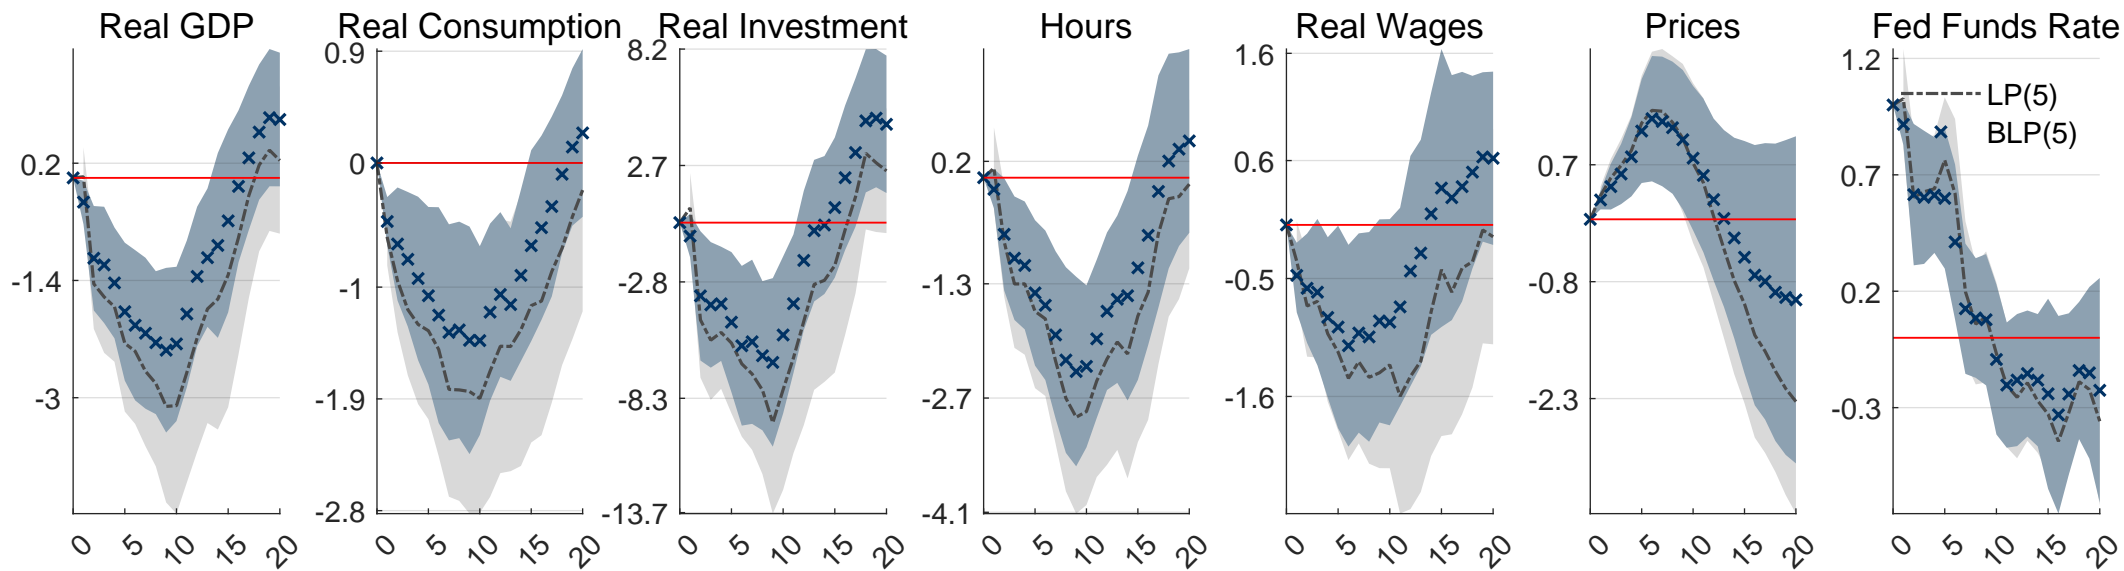 Real GDP
0.2
-1.4
-3
0 5 10 15 20
Real Consumption
0.9
0
-1
-1.9
-2.8
0 5 10 15 20
Real Investment
8.2
2.7
-2.8
-8.3
-13.7
0 5 10 15 20
Hours
0.2
-1.3
-2.7
-4.1
0 5 10 15 20
Real Wages
1.6
0.6
-0.5
-1.6
0 5 10 15 20
Prices
0.7
-0.8
-2.3
0 5 10 15 20
Fed Funds Rate
1.2
0.7
0.2
-0.3
LP(5)
BLP(5)
0 5 10 15 20